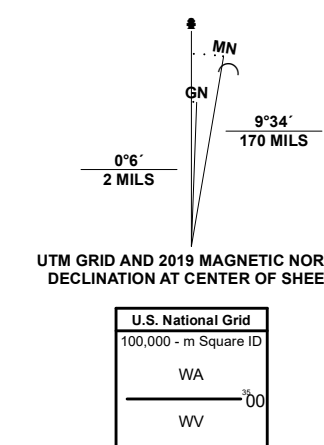 MN
GN
9°34´
170 MILS
0°6´
2 MILS
UTM GRID AND 2019 MAGNETIC NOR
DECLINATION AT CENTER OF SHEE
U.S. National Grid
100,000 - m Square ID
WA
35
00
WV